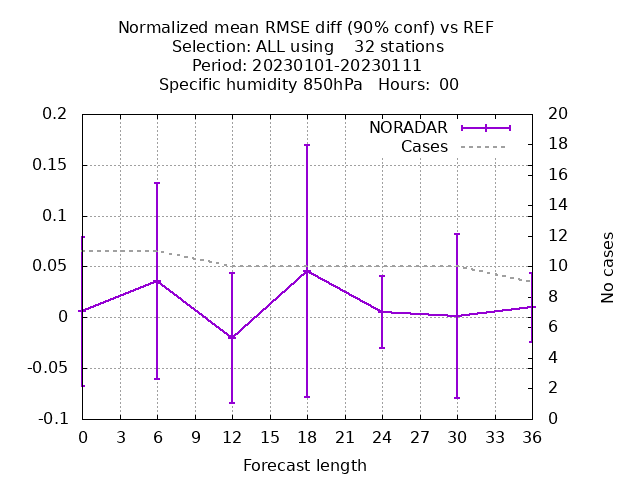 Normalized mean RMSE diff (90% conf) vs REF
Selection: ALL using    32 stations
Period: 20230101-20230111
Specific humidity 850hPa   Hours:  00
NORADAR
Cases
0.2
0.15
0.1
0.05
0
-0.05
-0.1
20
18
16
14
12
10
8
6
4
2
0
No cases
0 3 6 9 12 15 18 21 24 27 30 33 36
Forecast length